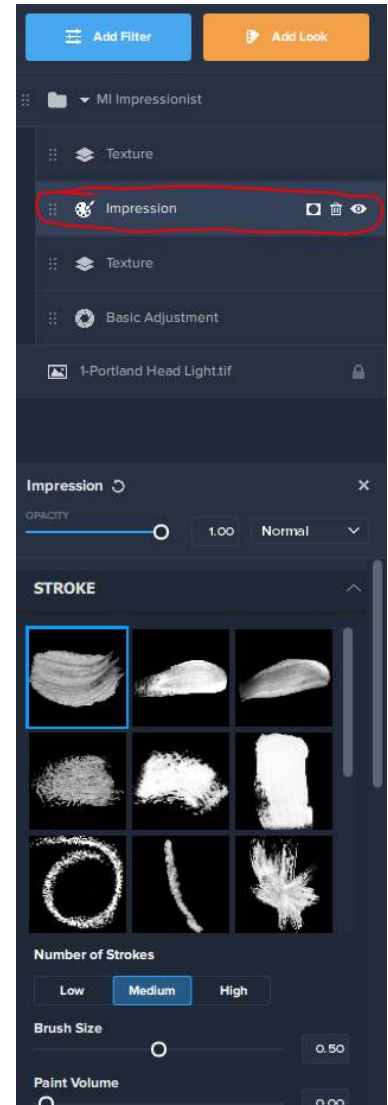 Add Filter
Add Look
MI Impressionist
Texture
Impression
Texture
Basic Adjustment
1-Portland Head Light.tif
Impression
OPACITY
1.00
Normal
STROKE
Number of Strokes
Low
Medium
High
Brush Size
0.50
Paint Volume
0.00